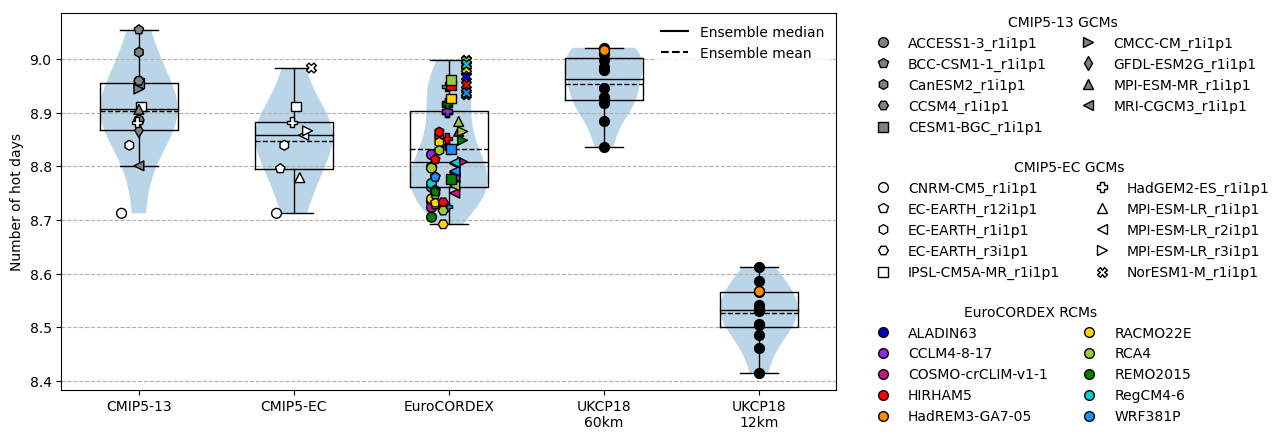 Number of hot days
9.0
8.9
8.8
8.7
8.6
8.5
8.4
Ensemble median
Ensemble mean
CMIP5-13
CMIP5-EC
EuroCORDEX
UKCP18
60km
UKCP18
12km
CMIP5-13 GCMs
ACCESS1-3_r1i1p1
BCC-CSM1-1_r1i1p1
CanESM2_r1i1p1
CCSM4_r1i1p1
CESM1-BGC_r1i1p1
CMCC-CM_r1i1p1
GFDL-ESM2G_r1i1p1
MPI-ESM-MR_r1i1p1
MRI-CGCM3_r1i1p1
CMIP5-EC GCMs
CNRM-CM5_r1i1p1
EC-EARTH_r12i1p1
EC-EARTH_r1i1p1
EC-EARTH_r3i1p1
IPSL-CM5A-MR_r1i1p1
HadGEM2-ES_r1i1p1
MPI-ESM-LR_r1i1p1
MPI-ESM-LR_r2i1p1
MPI-ESM-LR_r3i1p1
NorESM1-M_r1i1p1
EuroCORDEX RCMs
ALADIN63
CCLM4-8-17
COSMO-crCLIM-v1-1
HIRHAM5
HadREM3-GA7-05
RACMO22E
RCA4
REMO2015
RegCM4-6
WRF381P